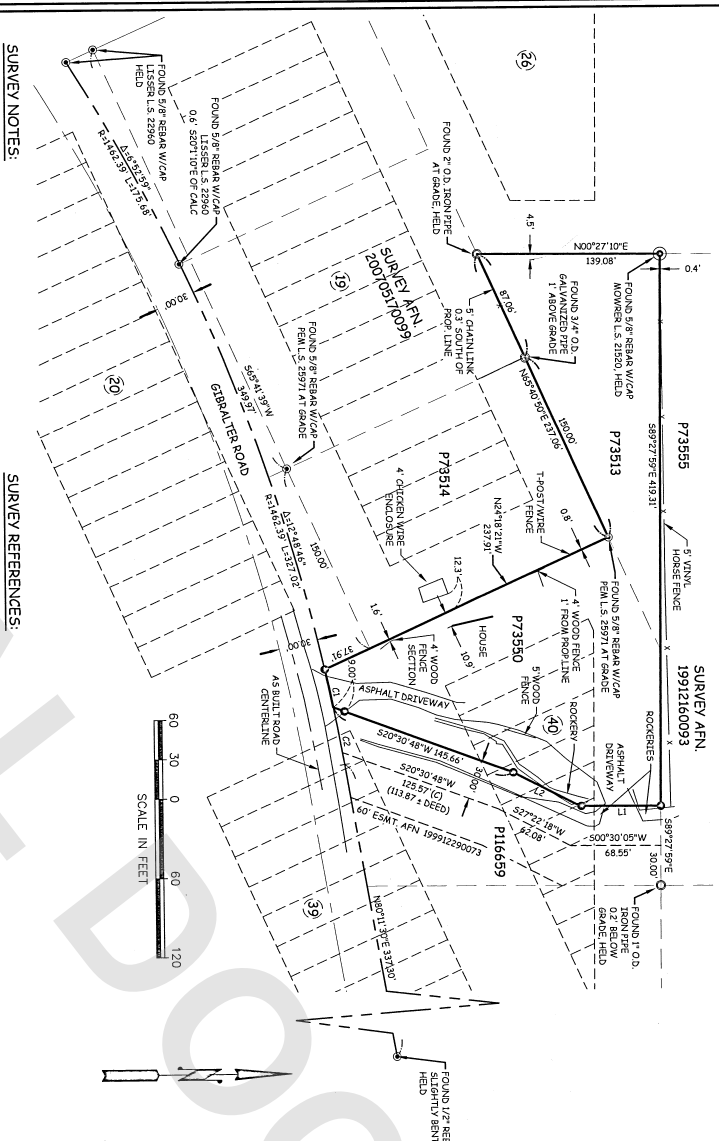 P73555
SURVEY AFN.
19912160093
N00°27'10"E
139.08'
0.4'
4.5'
FOUND 5/8" REBAR W/CAP
MOWRER L.S. 21520, HELD
S89°27'59"E 419.31'
5' VINYL
HORSE FENCE
ROCKERIES
S89°27'59"E
30.00'
FOUND 1" O.D.
IRON PIPE
0.2' BELOW
GRADE, HELD
26
FOUND 2" O.D. IRON PIPE
AT GRADE, HELD
87.06'
FOUND 3/4" O.D.
GALVANIZED PIPE
1' ABOVE GRADE
5' CHAIN LINK
0.3' SOUTH OF
PROP. LINE
150.00'
N65°40'50"E 237.06'
P73513
T-POST/WIRE
FENCE
0.8'
FOUND 5/8" REBAR W/CAP
PEM L.S. 25971 AT GRADE
4' WOOD FENCE
1' FROM PROP.LINE
ASPHALT
DRIVEWAY
L1
S00°30'05"W
68.55'
SURVEY AFN.
200705170099
19
P73514
4' CHICKEN WIRE
ENCLOSURE
N24°18'21"W
237.91'
12.3'
10.9'
HOUSE
P73550
5' WOOD
FENCE
40
ROCKERY
L2
S27°22'18"W
62.08'
P116659
FOUND 5/8" REBAR W/CAP
LISSER L.S. 22960
HELD
FOUND 5/8" REBAR W/CAP
LISSER L.S. 22960
0.6' S20°1'10"E OF CALC
FOUND 5/8" REBAR W/CAP
PEM L.S. 25971 AT GRADE
S65°41'39"W
349.97'
150.00'
1.6'
37.91'
4' WOOD
FENCE
SECTION
ASPHALT DRIVEWAY
S20°30'48"W 145.66'
30.00'
S20°30'48"W
125.57' (C)
(113.87 ± DEED)
60' ESMT. AFN 199912290073
Δ=6°52'59"
R=1462.39' L=175.68'
30.00'
GIBRALTER ROAD
20
Δ=12°48'46"
R=1462.39' L=327.02'
30.00'
C1
C2
AS BUILT ROAD
CENTERLINE
39
N80°11'30"E 337.30'
FOUND 1/2" REB
SLIGHTLY BENT
HELD
60 30 0 60 120
SCALE IN FEET
SURVEY NOTES:
SURVEY REFERENCES: